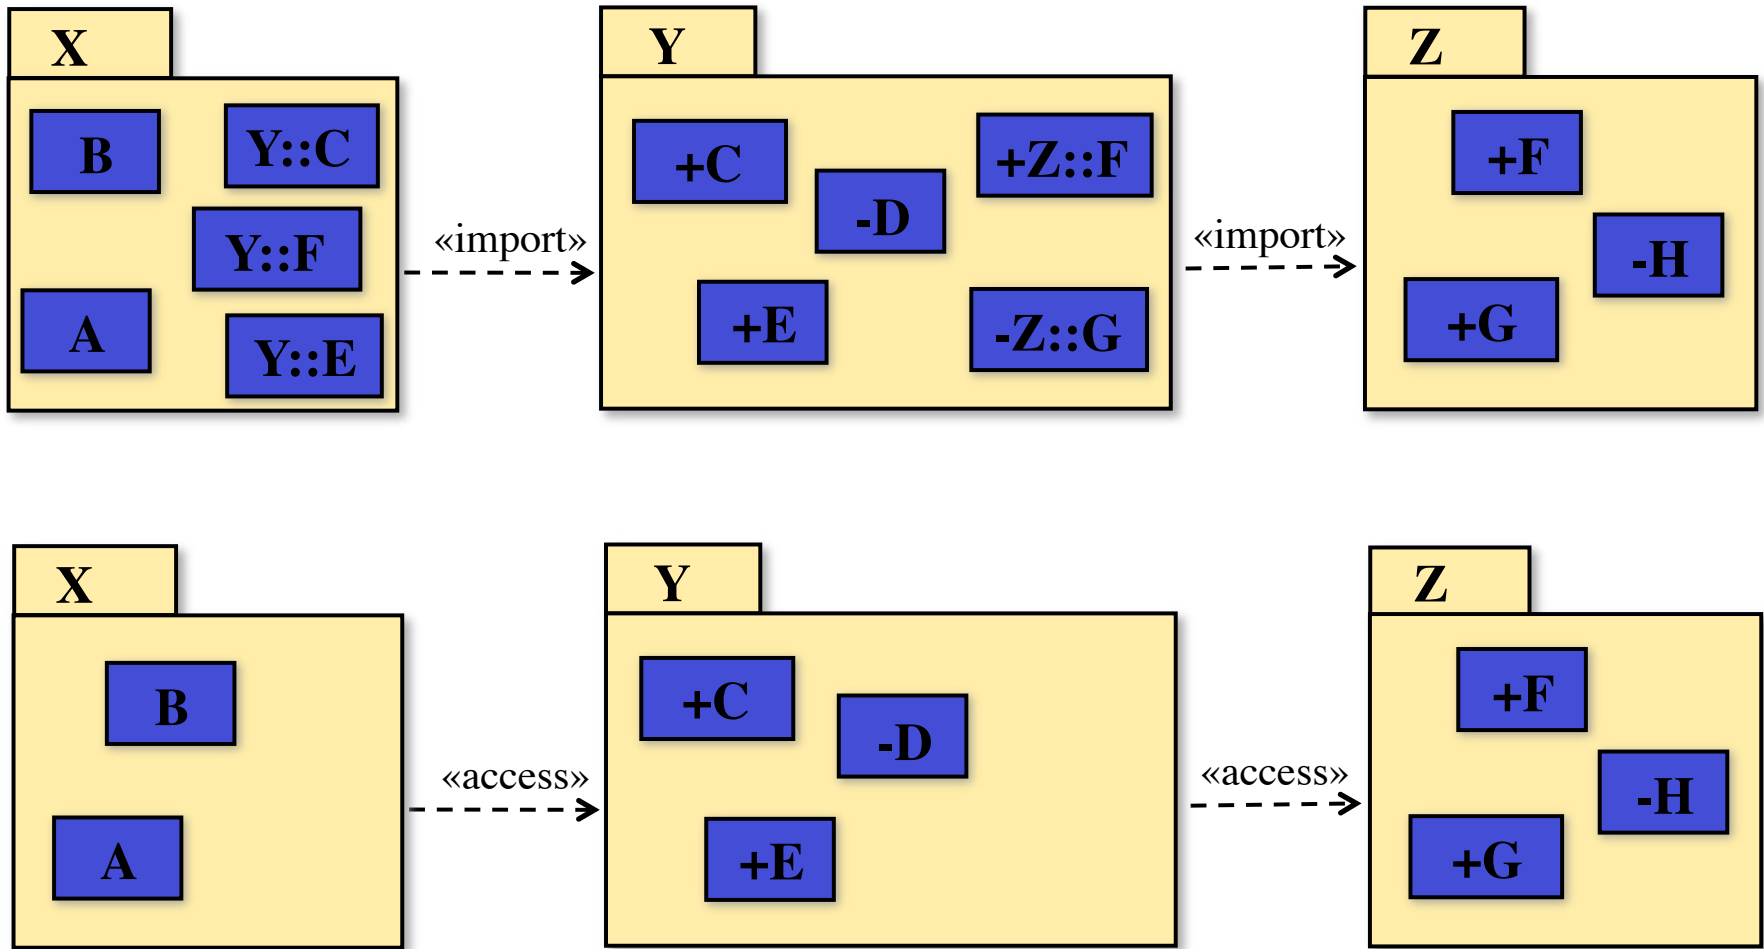 X
B
Y::C
Y::F
A
Y::E
«import»
Y
+C
-D
+Z::F
+E
-Z::G
«import»
Z
+F
-H
+G
X
B
A
«access»
Y
+C
-D
+E
«access»
Z
+F
-H
+G